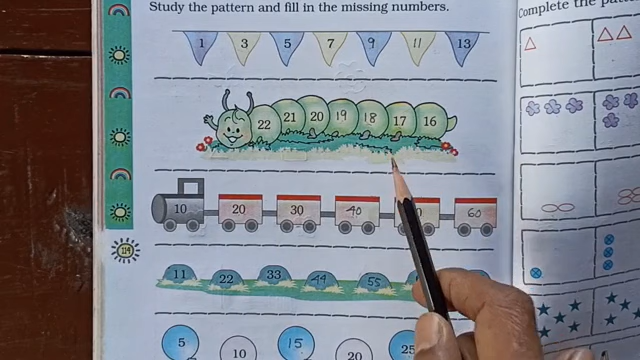 Study the pattern and fill in the missing numbers.
Complete the
1 3 5 7 9 11 13
22 21 20 19 18 17 16
10 20 30 40 60
114
11 22 33 44 55
5 10 15 20 25